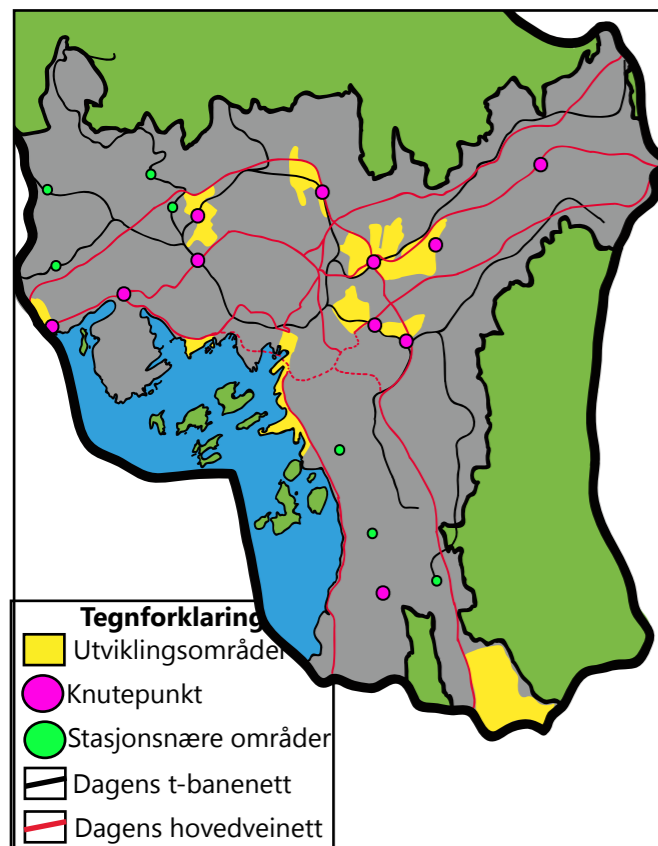 Tegnforklaring
Utviklingsområder
Knutepunkt
Stasjonsnære områder
Dagens t-banenett
Dagens hovedveinett